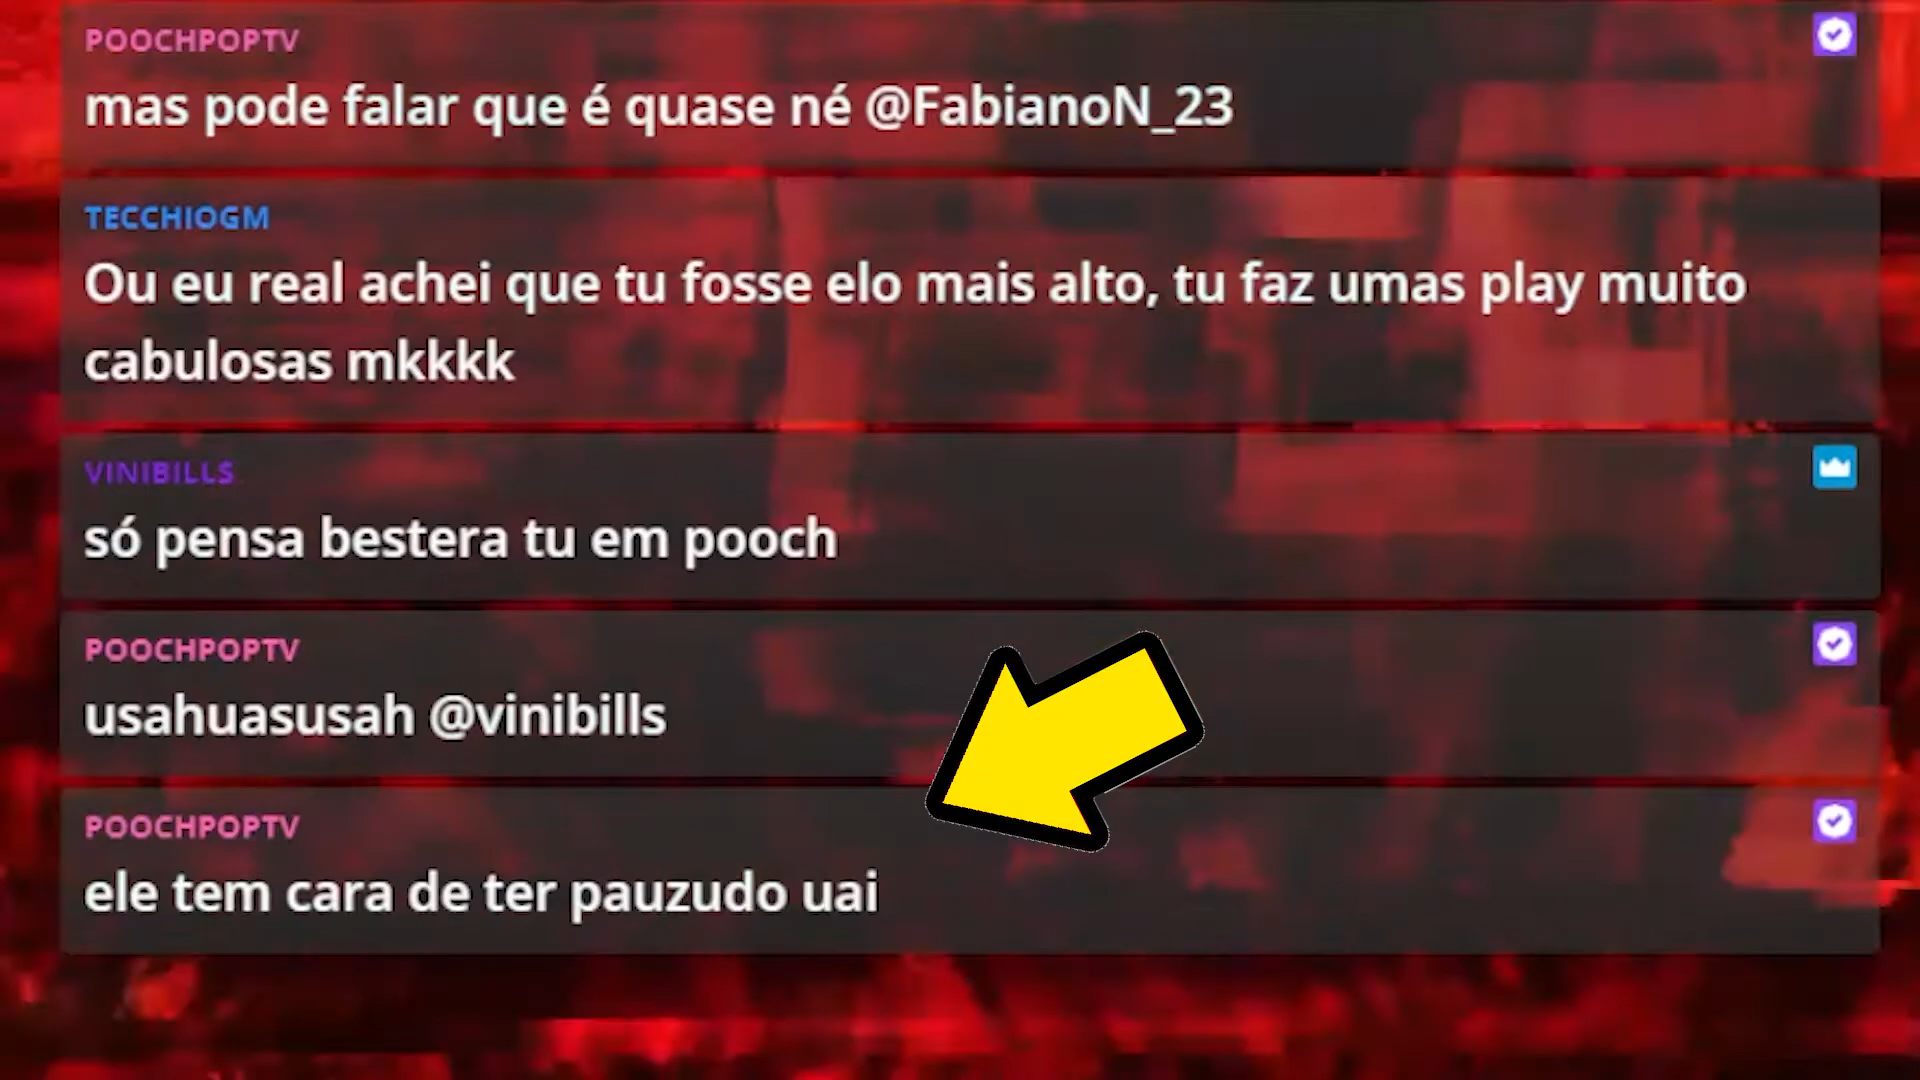 POOCHPOPTV
mas pode falar que é quase né @FabianoN_23
TECCHIOGM
Ou eu real achei que tu fosse elo mais alto, tu faz umas play muito
cabulosas mkkkk
VINIBILLS
só pensa bestera tu em pooch
POOCHPOPTV
usahuasusah @vinibills
POOCHPOPTV
ele tem cara de ter pauzudo uai